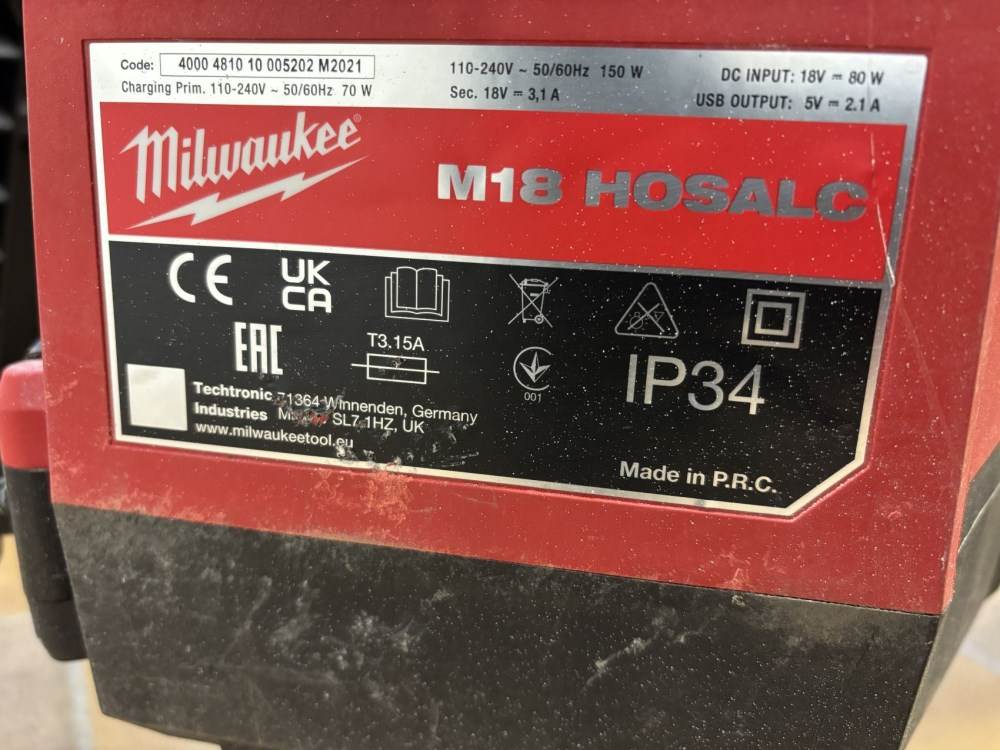 Code: 4000 4810 10 005202 M2021
Charging Prim. 110-240V ~ 50/60Hz 70 W
110-240V ~ 50/60Hz 150 W
Sec. 18V ⎓ 3,1 A
DC INPUT: 18V ⎓ 80 W
USB OUTPUT: 5V ⎓ 2.1 A
Milwaukee®
M18 HOSALC
CE
UK
CA
EAC
T3.15A
001
IP34
Techtronic 71364 Winnenden, Germany
Industries SL7 1HZ, UK
www.milwaukeetool.eu
Made in P.R.C.